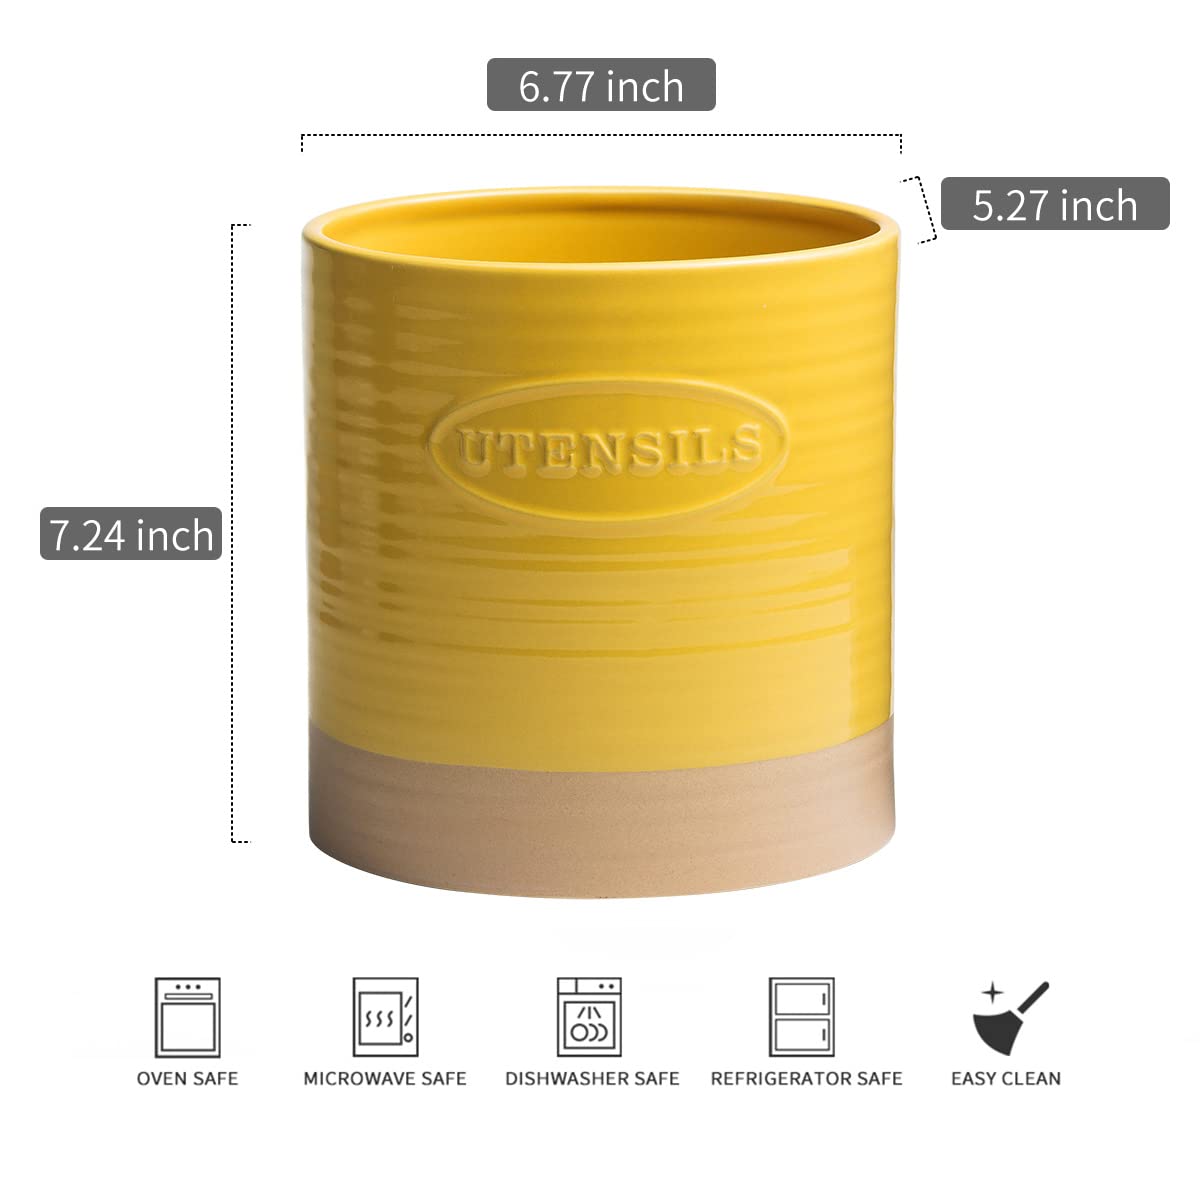 6.77 inch
5.27 inch
UTENSILS
7.24 inch
OVEN SAFE
MICROWAVE SAFE
DISHWASHER SAFE
REFRIGERATOR SAFE
EASY CLEAN